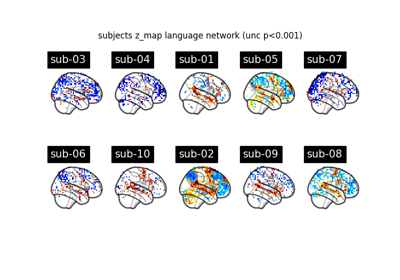 subjects z_map language network (unc p<0.001)
sub-03 sub-04 sub-01 sub-05 sub-07
sub-06 sub-10 sub-02 sub-09 sub-08